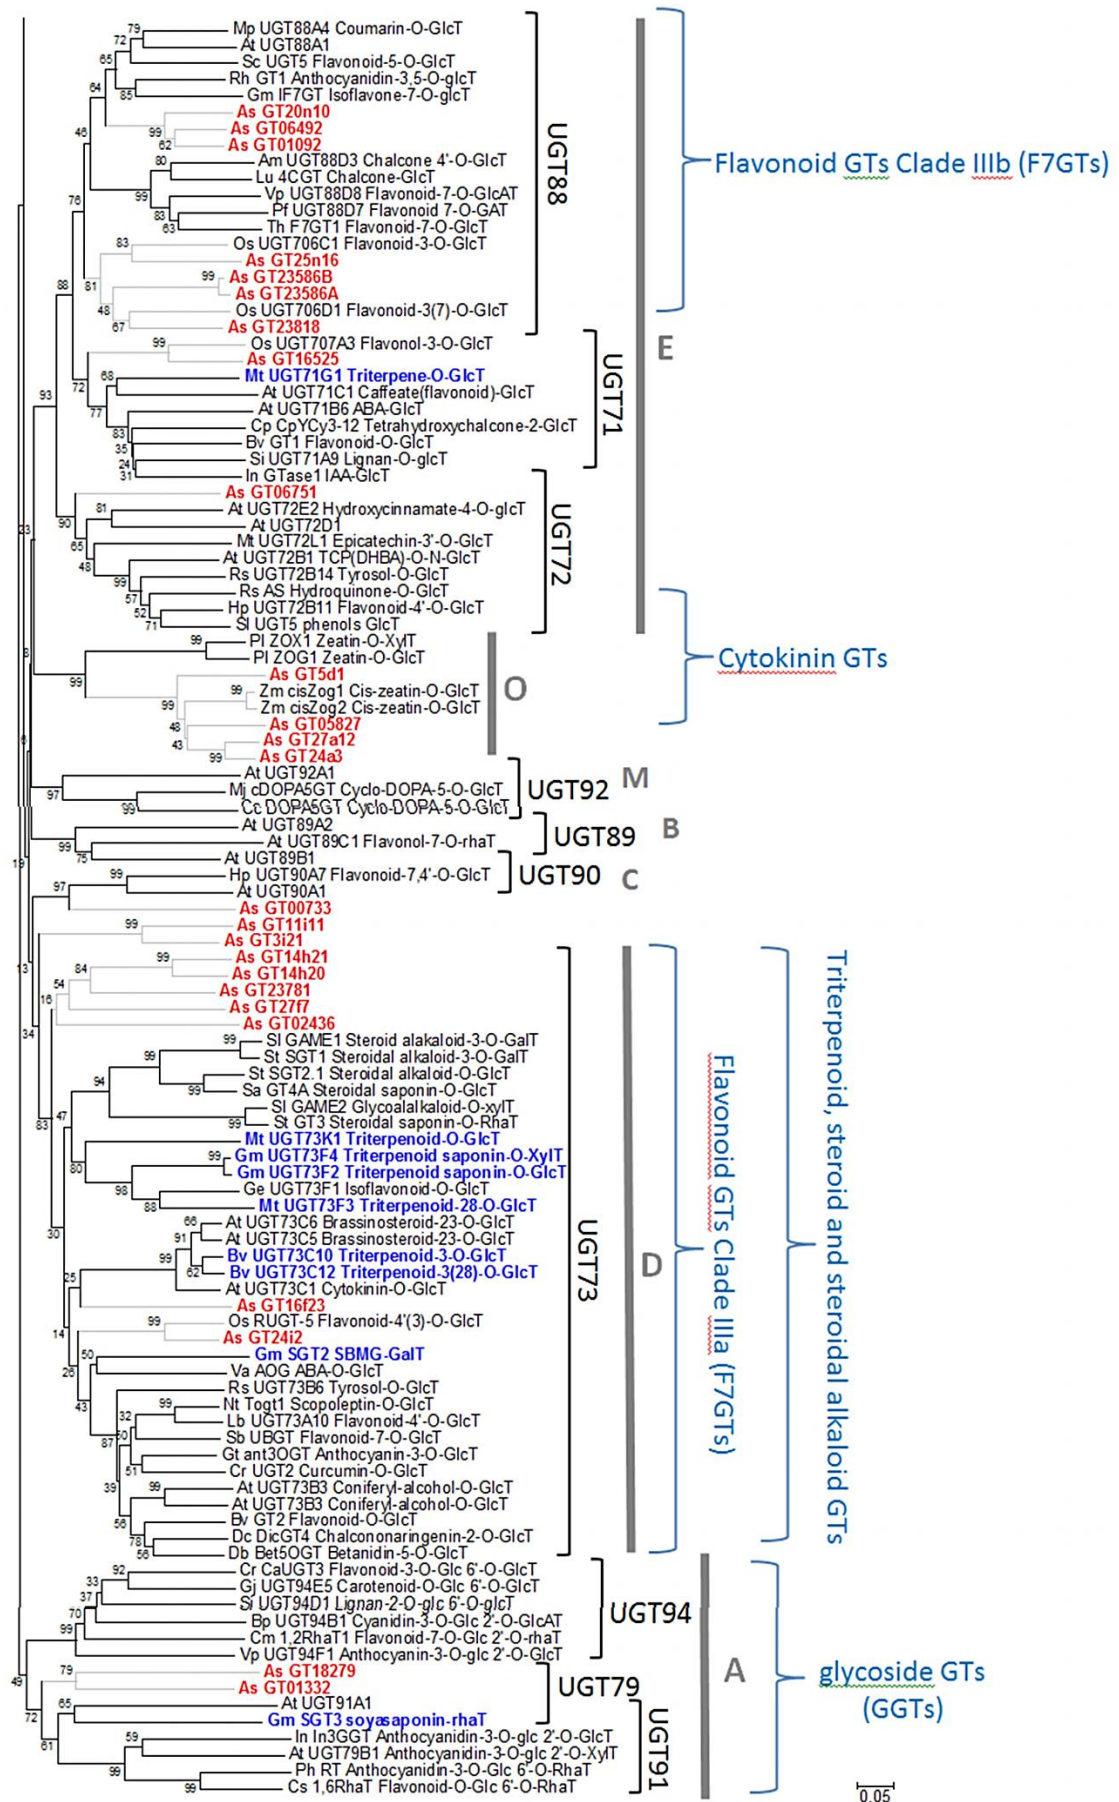 Mp UGT88A4 Coumarin-O-GlcT
At UGT88A1
Sc UGT5 Flavonoid-5-O-GlcT
Rh GT1 Anthocyanidin-3,5-O-glcT
Gm IF7GT Isoflavone-7-O-glcT
As GT20n10
As GT06492
As GT01092
Am UGT88D3 Chalcone 4'-O-GlcT
Lu 4CGT Chalcone-GlcT
Vp UGT88D8 Flavonoid-7-O-GlcAT
Pf UGT88D7 Flavonoid 7-O-GAT
Th F7GT1 Flavonoid-7-O-GlcT
Os UGT706C1 Flavonoid-3-O-GlcT
As GT25n16
As GT23586B
As GT23586A
Os UGT706D1 Flavonoid-3(7)-O-GlcT
As GT23818
UGT88
Flavonoid GTs Clade IIIb (F7GTs)
Os UGT707A3 Flavonol-3-O-GlcT
As GT16525
Mt UGT71G1 Triterpene-O-GlcT
At UGT71C1 Caffeate(flavonoid)-GlcT
At UGT71B6 ABA-GlcT
Cp CpYCy3-12 Tetrahydroxychalcone-2-GlcT
Bv GT1 Flavonoid-O-GlcT
Si UGT71A9 Lignan-O-glcT
In GTase1 IAA-GlcT
UGT71
E
As GT06751
At UGT72E2 Hydroxycinnamate-4-O-glcT
At UGT72D1
Mt UGT72L1 Epicatechin-3'-O-GlcT
At UGT72B1 TCP(DHBA)-O-N-GlcT
Rs UGT72B14 Tyrosol-O-GlcT
Rs AS Hydroquinone-O-GlcT
Hp UGT72B11 Flavonoid-4'-O-GlcT
Sl UGT5 phenols GlcT
UGT72
Pl ZOX1 Zeatin-O-XylT
Pl ZOG1 Zeatin-O-GlcT
As GT5d1
Zm cisZog1 Cis-zeatin-O-GlcT
Zm cisZog2 Cis-zeatin-O-GlcT
As GT05827
As GT27a12
As GT24a3
O
Cytokinin GTs
At UGT92A1
Mj cDOPA5GT Cyclo-DOPA-5-O-GlcT
Cc DOPA5GT Cyclo-DOPA-5-O-GlcT
UGT92
M
At UGT89A2
At UGT89C1 Flavonol-7-O-rhaT
At UGT89B1
UGT89
B
Hp UGT90A7 Flavonoid-7,4'-O-GlcT
At UGT90A1
UGT90
C
As GT00733
As GT11i11
As GT3i21
As GT14h21
As GT14h20
As GT23781
As GT27f7
As GT02436
Sl GAME1 Steroid alakaloid-3-O-GalT
St SGT1 Steroidal alkaloid-3-O-GalT
St SGT2.1 Steroidal alkaloid-O-GlcT
Sa GT4A Steroidal saponin-O-GlcT
Sl GAME2 Glycoalalkaloid-O-xylT
St GT3 Steroidal saponin-O-RhaT
Mt UGT73K1 Triterpenoid-O-GlcT
Gm UGT73F4 Triterpenoid saponin-O-XylT
Gm UGT73F2 Triterpenoid saponin-O-GlcT
Ge UGT73F1 Isoflavonoid-O-GlcT
Mt UGT73F3 Triterpenoid-28-O-GlcT
At UGT73C6 Brassinosteroid-23-O-GlcT
At UGT73C5 Brassinosteroid-23-O-GlcT
Bv UGT73C10 Triterpenoid-3-O-GlcT
Bv UGT73C12 Triterpenoid-3(28)-O-GlcT
At UGT73C1 Cytokinin-O-GlcT
As GT16f23
Os RUGT-5 Flavonoid-4'(3)-O-GlcT
As GT24i2
Gm SGT2 SBMG-GalT
Va AOG ABA-O-GlcT
Rs UGT73B6 Tyrosol-O-GlcT
Nt Togt1 Scopoleptin-O-GlcT
Lb UGT73A10 Flavonoid-4'-O-GlcT
Sb UBGT Flavonoid-7-O-GlcT
Gt ant3OGT Anthocyanin-3-O-GlcT
Cr UGT2 Curcumin-O-GlcT
At UGT73B3 Coniferyl-alcohol-O-GlcT
At UGT73B3 Coniferyl-alcohol-O-GlcT
Bv GT2 Flavonoid-O-GlcT
Dc DicGT4 Chalcononaringenin-2-O-GlcT
Db Bet5OGT Betanidin-5-O-GlcT
UGT73
D
Flavonoid GTs Clade IIIa (F7GTs)
Triterpenoid, steroid and steroidal alkaloid GTs
Cr CaUGT3 Flavonoid-3-O-Glc 6'-O-GlcT
Gj UGT94E5 Carotenoid-O-Glc 6'-O-GlcT
Si UGT94D1 Lignan-2-O-glc 6'-O-glcT
Bp UGT94B1 Cyanidin-3-O-Glc 2'-O-GlcAT
Cm 1,2RhaT1 Flavonoid-7-O-Glc 2'-O-rhaT
Vp UGT94F1 Anthocyanin-3-O-glc 2'-O-GlcT
UGT94
As GT18279
As GT01332
At UGT91A1
Gm SGT3 soyasaponin-rhaT
UGT79
In In3GGT Anthocyanidin-3-O-glc 2'-O-GlcT
At UGT79B1 Anthocyanidin-3-O-glc 2'-O-XylT
Ph RT Anthocyanidin-3-O-Glc 6'-O-RhaT
Cs 1,6RhaT Flavonoid-O-Glc 6'-O-RhaT
UGT91
A
glycoside GTs
(GGTs)
0.05